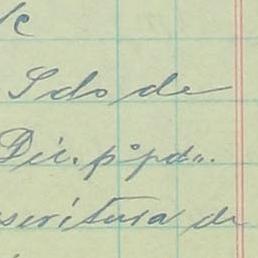 /c
Sdo de
Dic. p°pdo..
escritura de